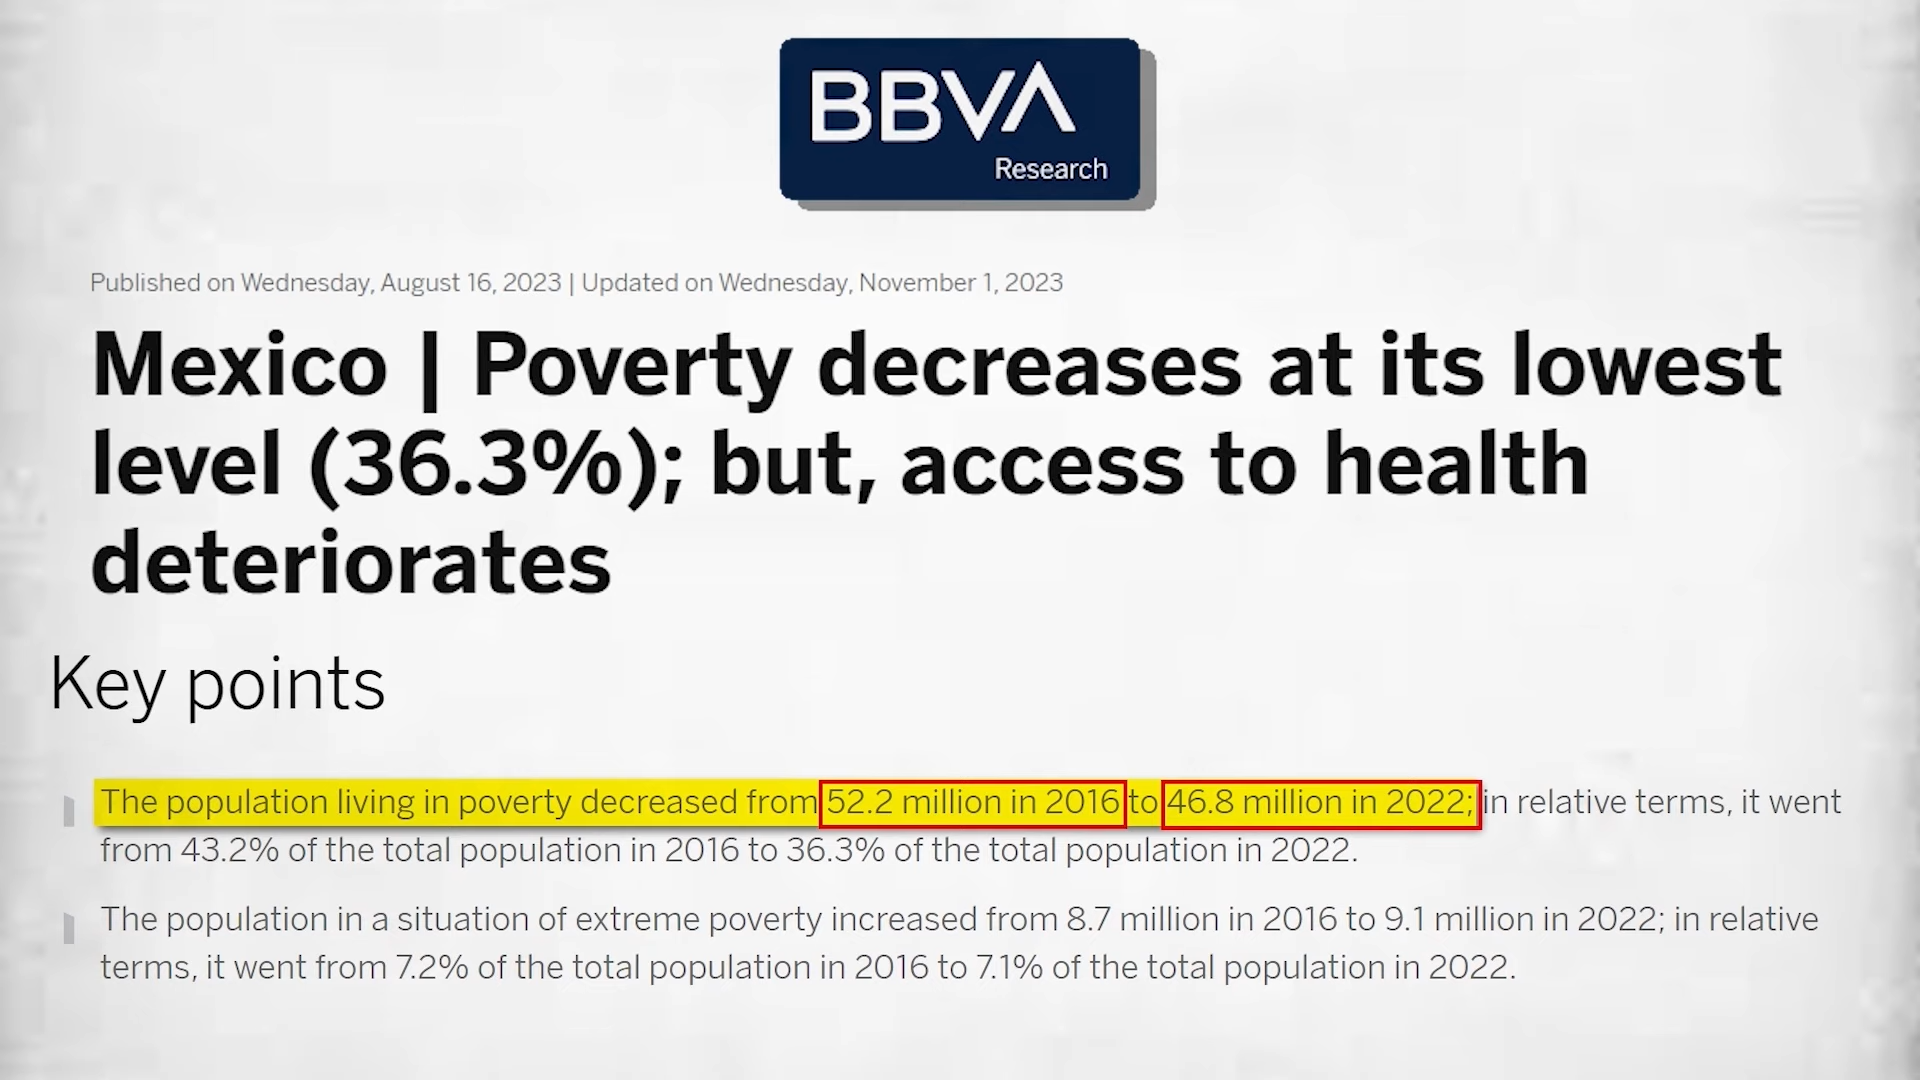 BBVA
Research
Published on Wednesday, August 16, 2023 | Updated on Wednesday, November 1, 2023
Mexico | Poverty decreases at its lowest
level (36.3%); but, access to health
deteriorates
Key points
The population living in poverty decreased from 52.2 million in 2016 to 46.8 million in 2022; in relative terms, it went
from 43.2% of the total population in 2016 to 36.3% of the total population in 2022.
The population in a situation of extreme poverty increased from 8.7 million in 2016 to 9.1 million in 2022; in relative
terms, it went from 7.2% of the total population in 2016 to 7.1% of the total population in 2022.